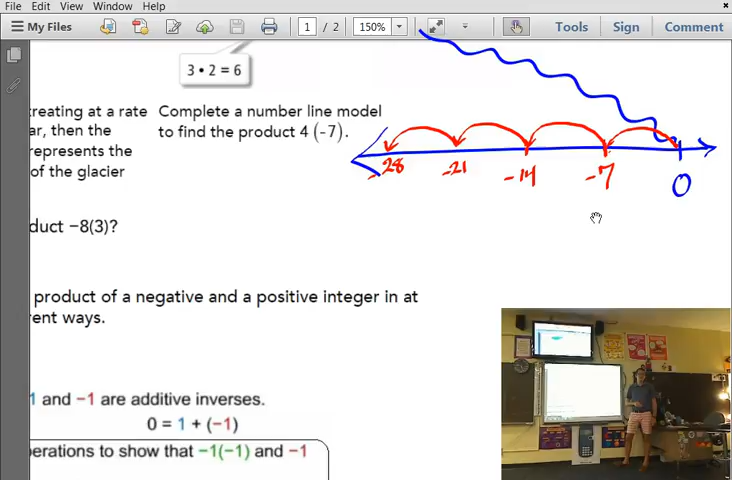 File Edit View Window Help
My Files
1 / 2
150%
Tools Sign Comment
3 • 2 = 6
treating at a rate
ar, then the
represents the
of the glacier
Complete a number line model
to find the product 4 (-7).
-28 -21 -14 -7 0
duct −8(3)?
product of a negative and a positive integer in at
rent ways.
1 and −1 are additive inverses.
0 = 1 + (−1)
perations to show that −1(−1) and −1